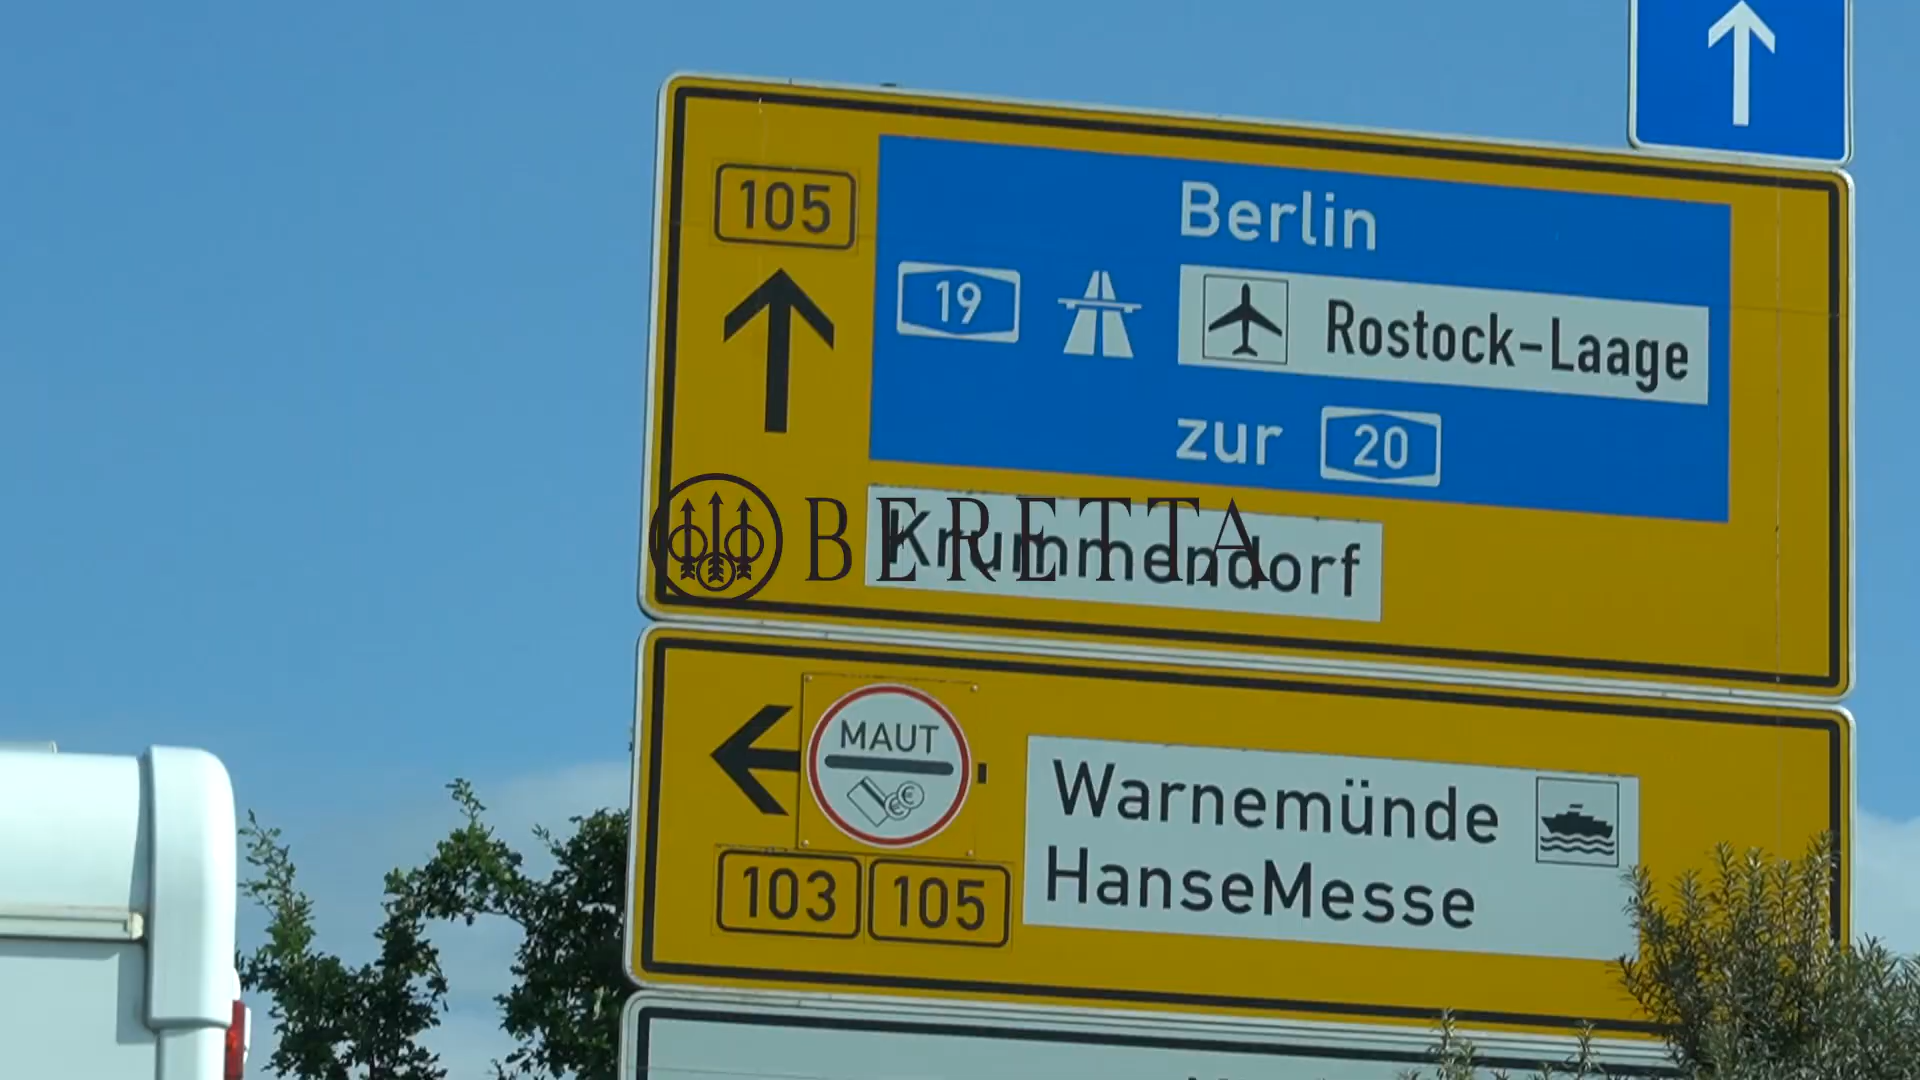 105
Berlin
19
Rostock-Laage
zur 20
BERETTA
Krummendorf
MAUT
Warnemünde
HanseMesse
103 105